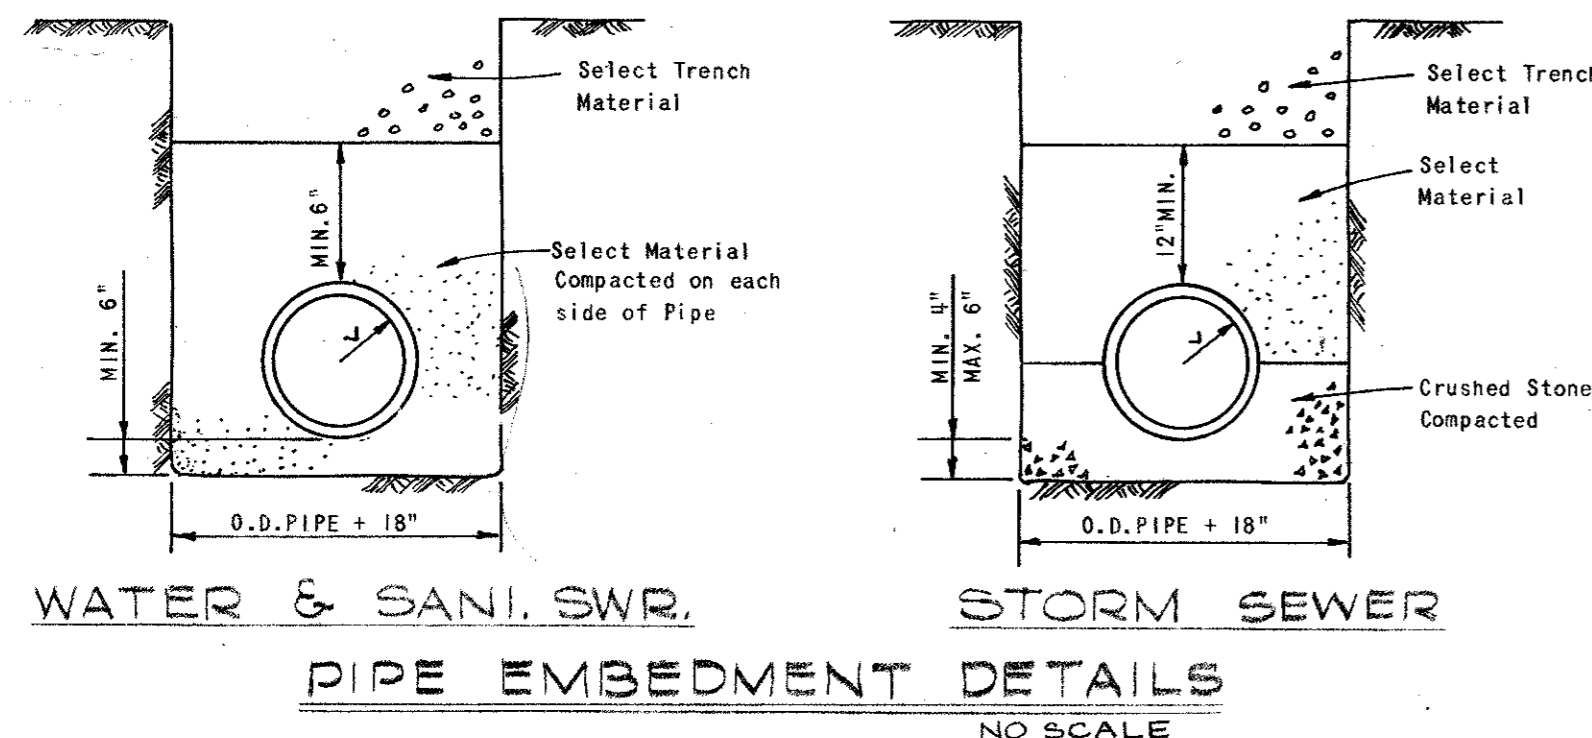 Select Trench
Material
MIN. 6"
Select Material
Compacted on each
side of Pipe
MIN. 6"
O.D. PIPE + 18"
WATER & SANI. SWR.
Select Trench
Material
Select
Material
12" MIN.
MIN. 4"
MAX. 6"
Crushed Stone
Compacted
O.D. PIPE + 18"
STORM SEWER
PIPE EMBEDMENT DETAILS
NO SCALE